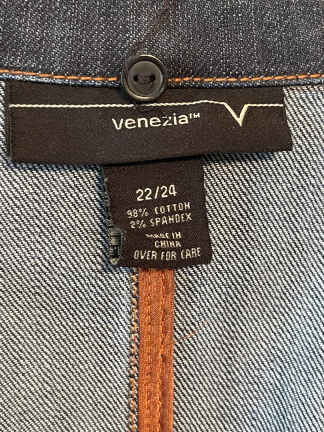 venezia™
22/24
98% COTTON
2% SPANDEX
MADE IN
CHINA
OVER FOR CARE